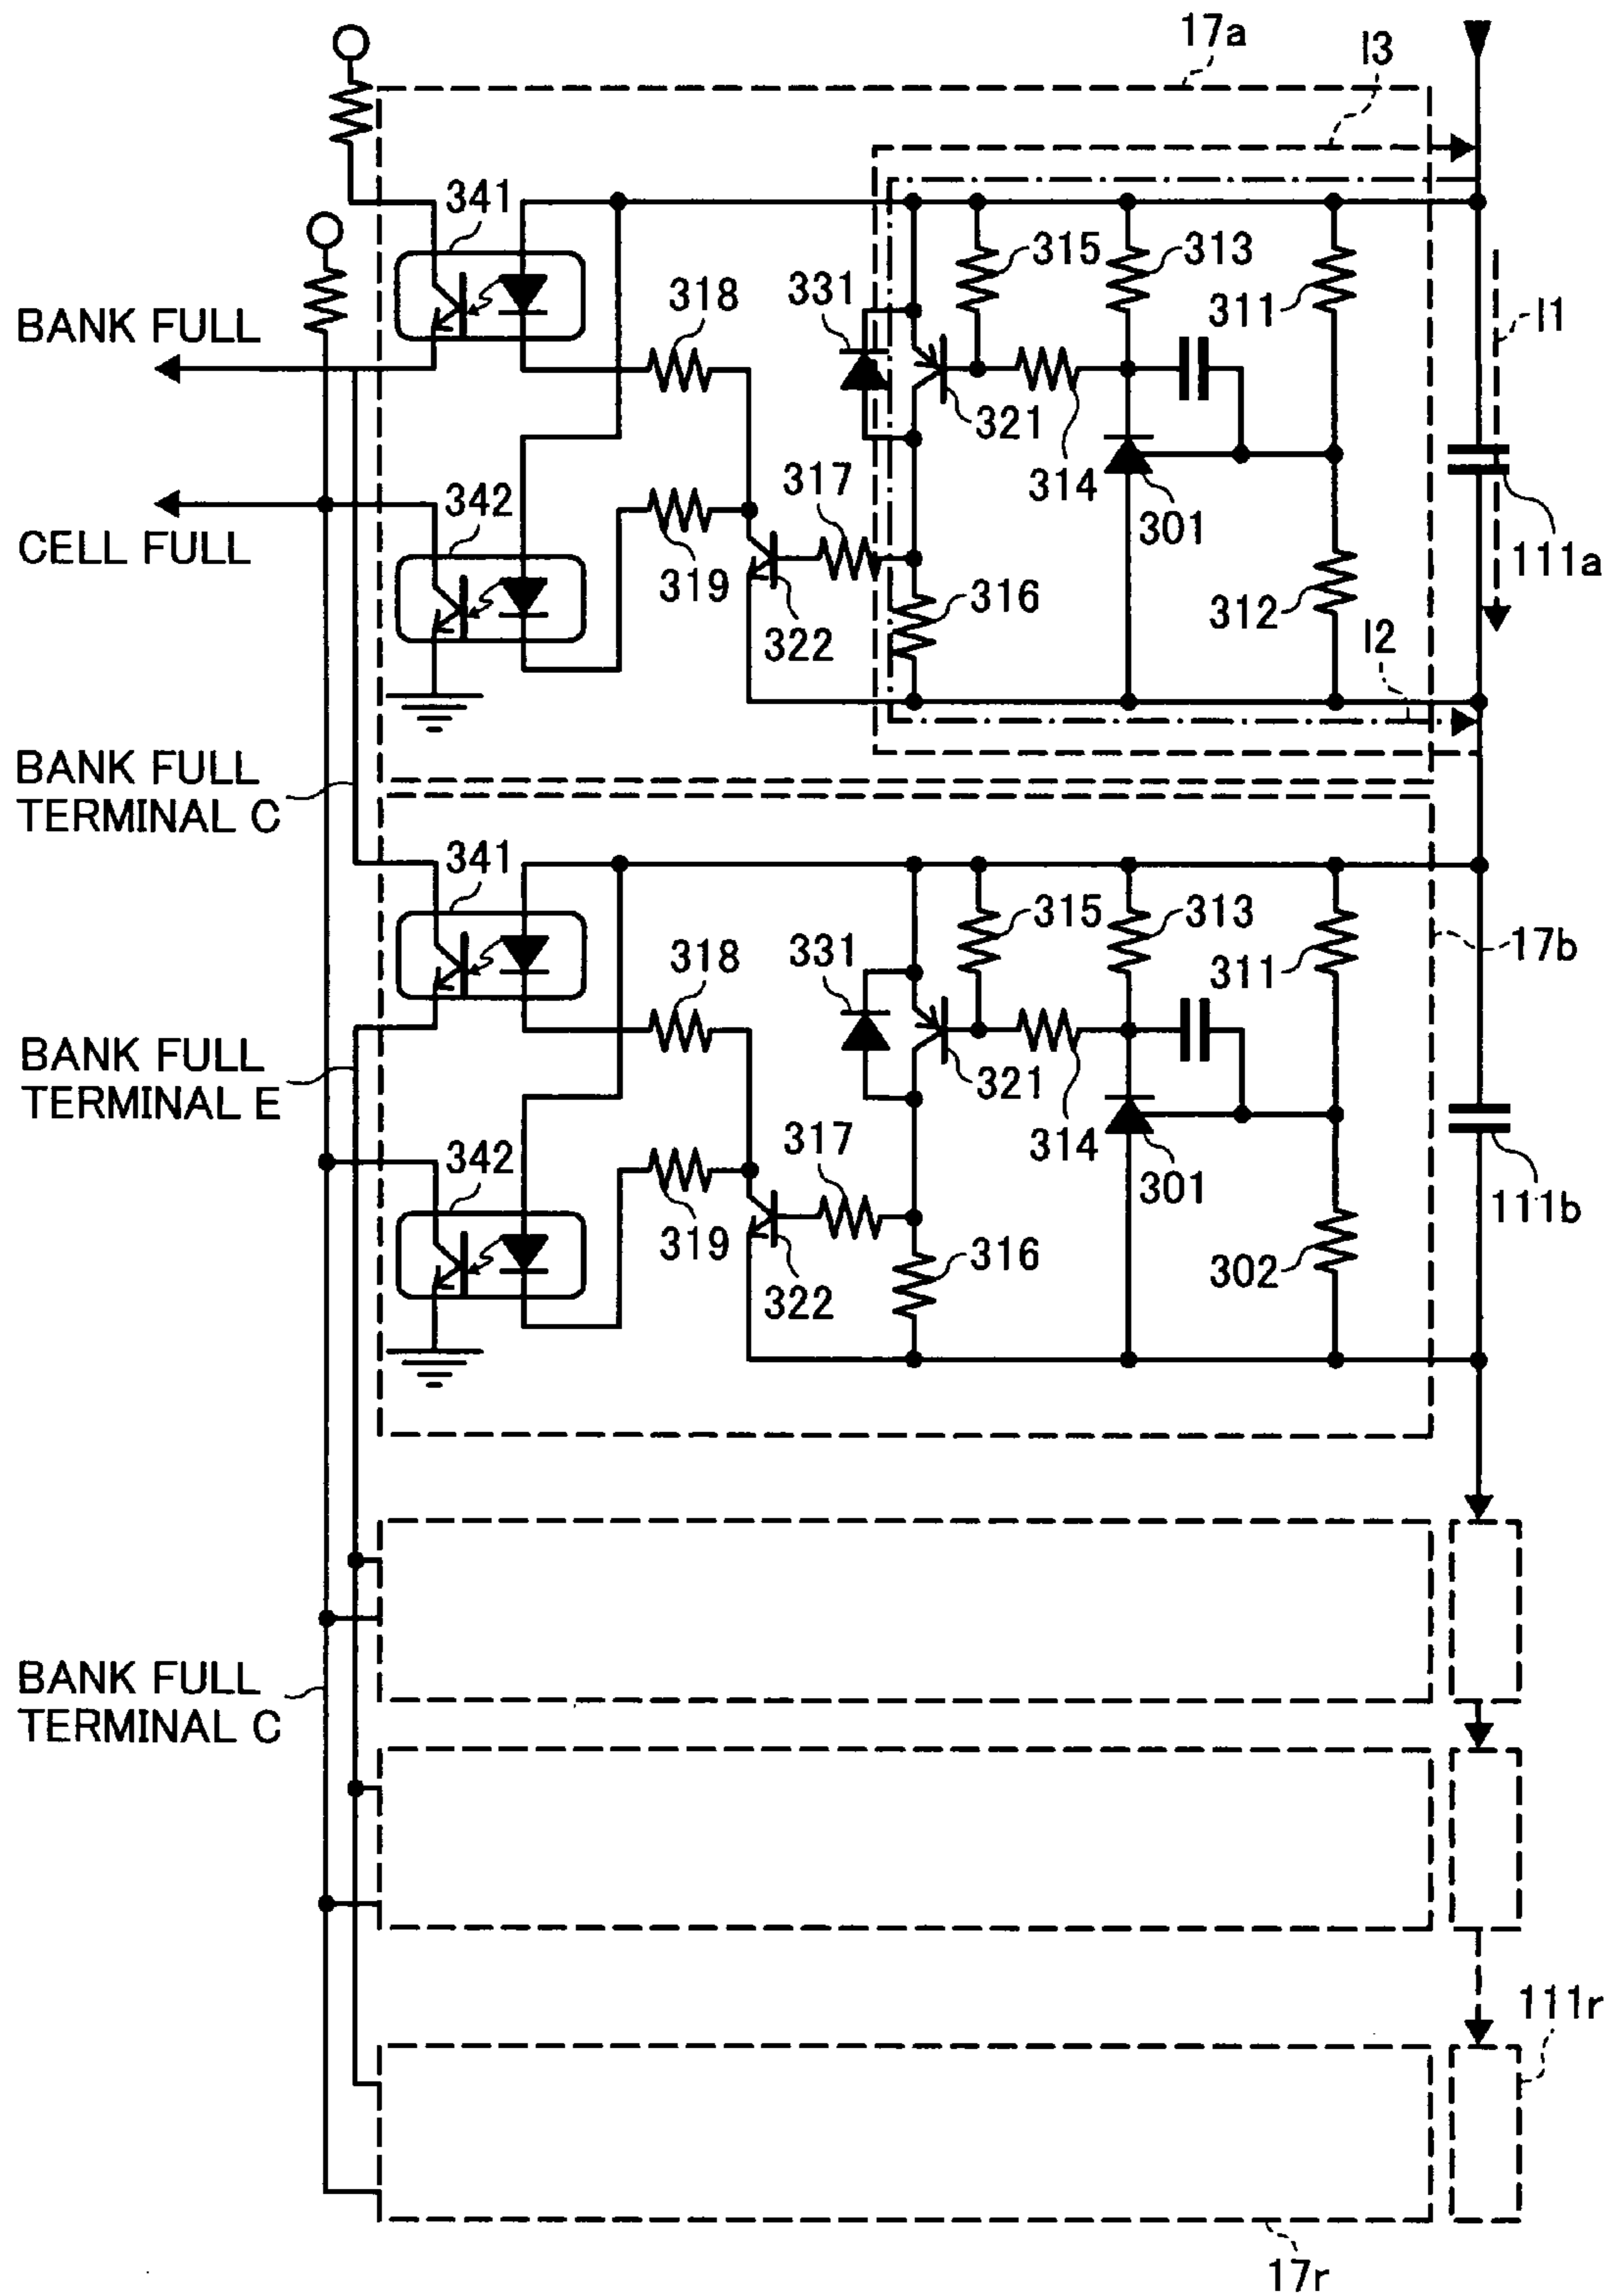 17a
I3
341
315
313
331
318
311
I1
BANK FULL
321
317
314
342
301
CELL FULL
111a
319
316
312
322
I2
BANK FULL
TERMINAL C
341
315
313
17b
331
318
311
BANK FULL
TERMINAL E
321
317
314
342
301
111b
319
316
302
322
BANK FULL
TERMINAL C
111r
17r